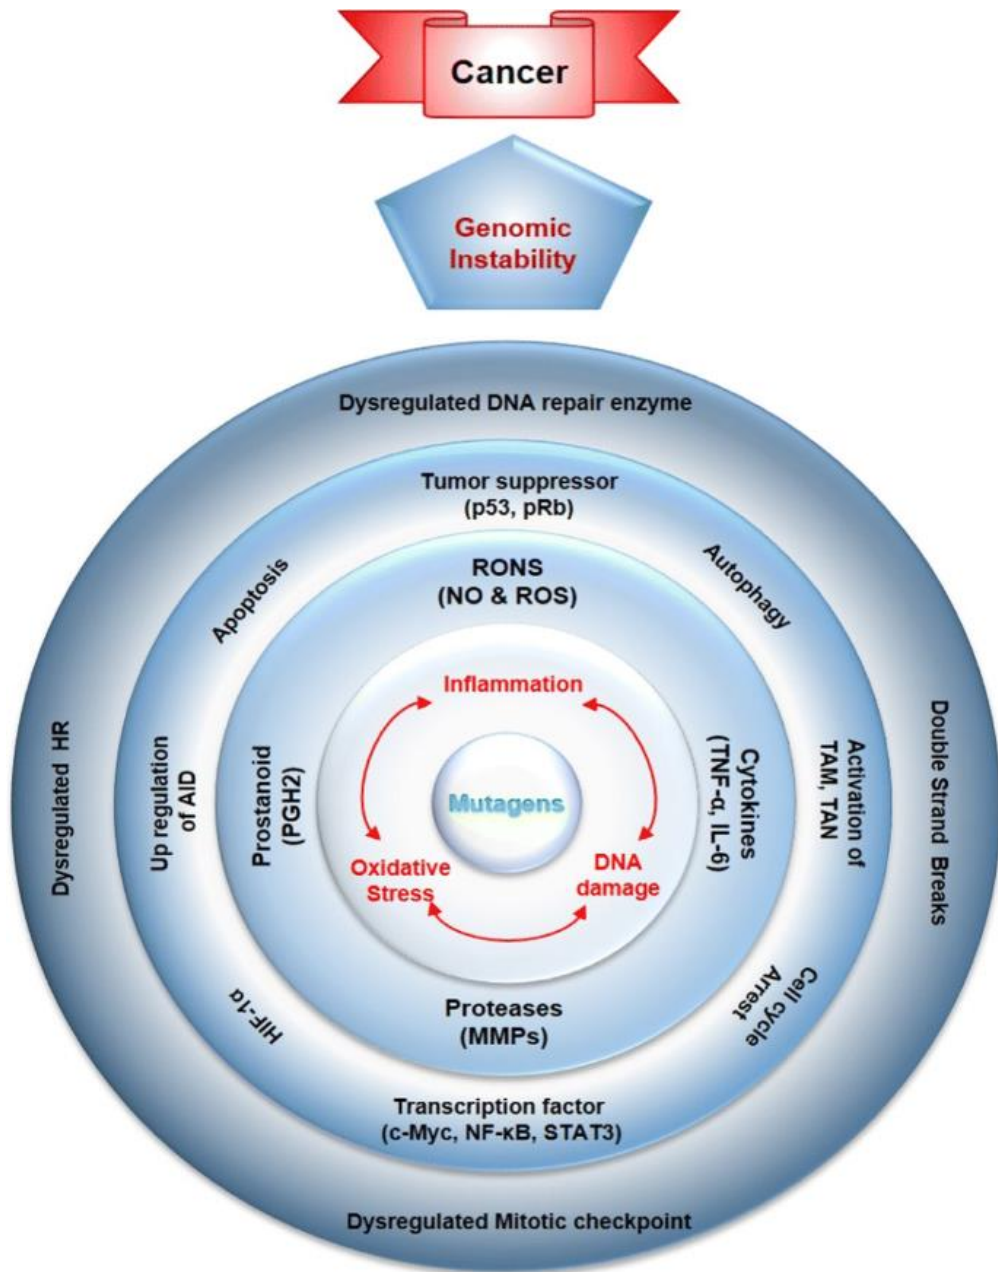 Cancer
Genomic
Instability
Dysregulated DNA repair enzyme
Tumor suppressor
(p53, pRb)
Apoptosis
Autophagy
RONS
(NO & ROS)
Inflammation
Dysregulated HR
Up regulation
of AID
Prostanoid
(PGH2)
Mutagens
Cytokines
(TNF-α, IL-6)
Activation of
TAM, TAN
Double Strand Breaks
Oxidative
Stress
DNA
damage
HIF-1α
Proteases
(MMPs)
Cell cycle
Arrest
Transcription factor
(c-Myc, NF-κB, STAT3)
Dysregulated Mitotic checkpoint